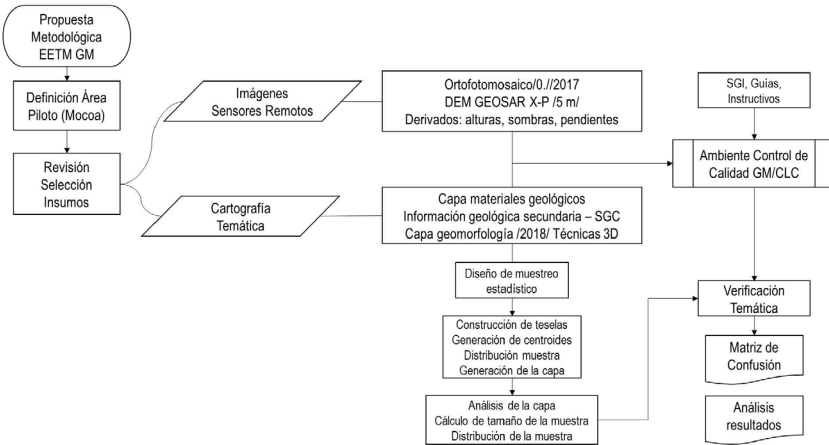 Propuesta
Metodológica
EETM GM
Definición Área
Piloto (Mocoa)
Revisión
Selección
Insumos
Imágenes
Sensores Remotos
Cartografía
Temática
Ortofotomosaico/0.//2017
DEM GEOSAR X-P /5 m/
Derivados: alturas, sombras, pendientes
Capa materiales geológicos
Información geológica secundaria – SGC
Capa geomorfología /2018/ Técnicas 3D
Diseño de muestreo
estadístico
Construcción de teselas
Generación de centroides
Distribución muestra
Generación de la capa
Análisis de la capa
Cálculo de tamaño de la muestra
Distribución de la muestra
SGI, Guías,
Instructivos
Ambiente Control de
Calidad GM/CLC
Verificación
Temática
Matriz de
Confusión
Análisis
resultados